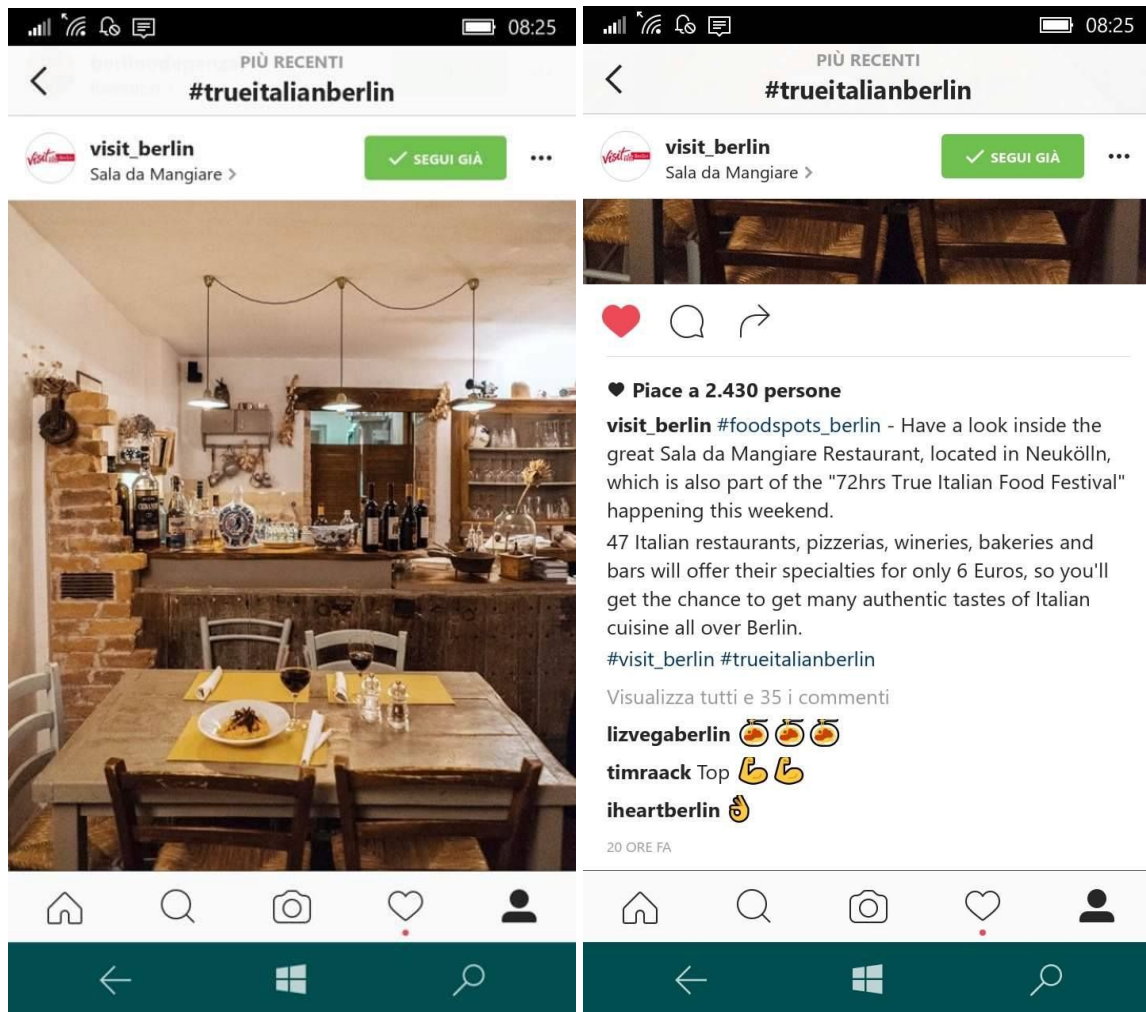 08:25
PIÙ RECENTI
#trueitalianberlin
visit_berlin
Sala da Mangiare
SEGUI GIÀ
08:25
PIÙ RECENTI
#trueitalianberlin
visit_berlin
Sala da Mangiare
SEGUI GIÀ
Piace a 2.430 persone
visit_berlin #foodspots_berlin - Have a look inside the
great Sala da Mangiare Restaurant, located in Neukölln,
which is also part of the "72hrs True Italian Food Festival"
happening this weekend.
47 Italian restaurants, pizzerias, wineries, bakeries and
bars will offer their specialties for only 6 Euros, so you'll
get the chance to get many authentic tastes of Italian
cuisine all over Berlin.
#visit_berlin #trueitalianberlin
Visualizza tutti e 35 i commenti
lizvegaberlin
timraack Top
iheartberlin
20 ORE FA